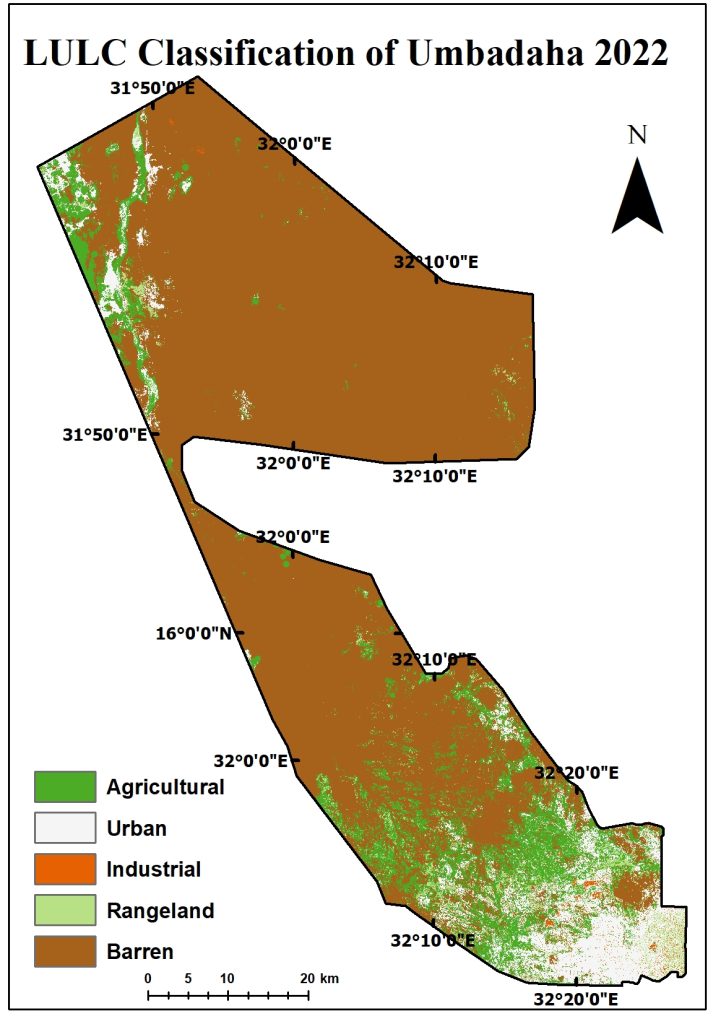 LULC Classification of Umbadaha 2022
31°50'0"E
N
32°0'0"E
32°10'0"E
31°50'0"E
32°0'0"E
32°10'0"E
32°0'0"E
16°0'0"N
32°10'0"E
32°0'0"E
32°20'0"E
Agricultural
Urban
Industrial
Rangeland
Barren
32°10'0"E
0 5 10 20 km
32°20'0"E